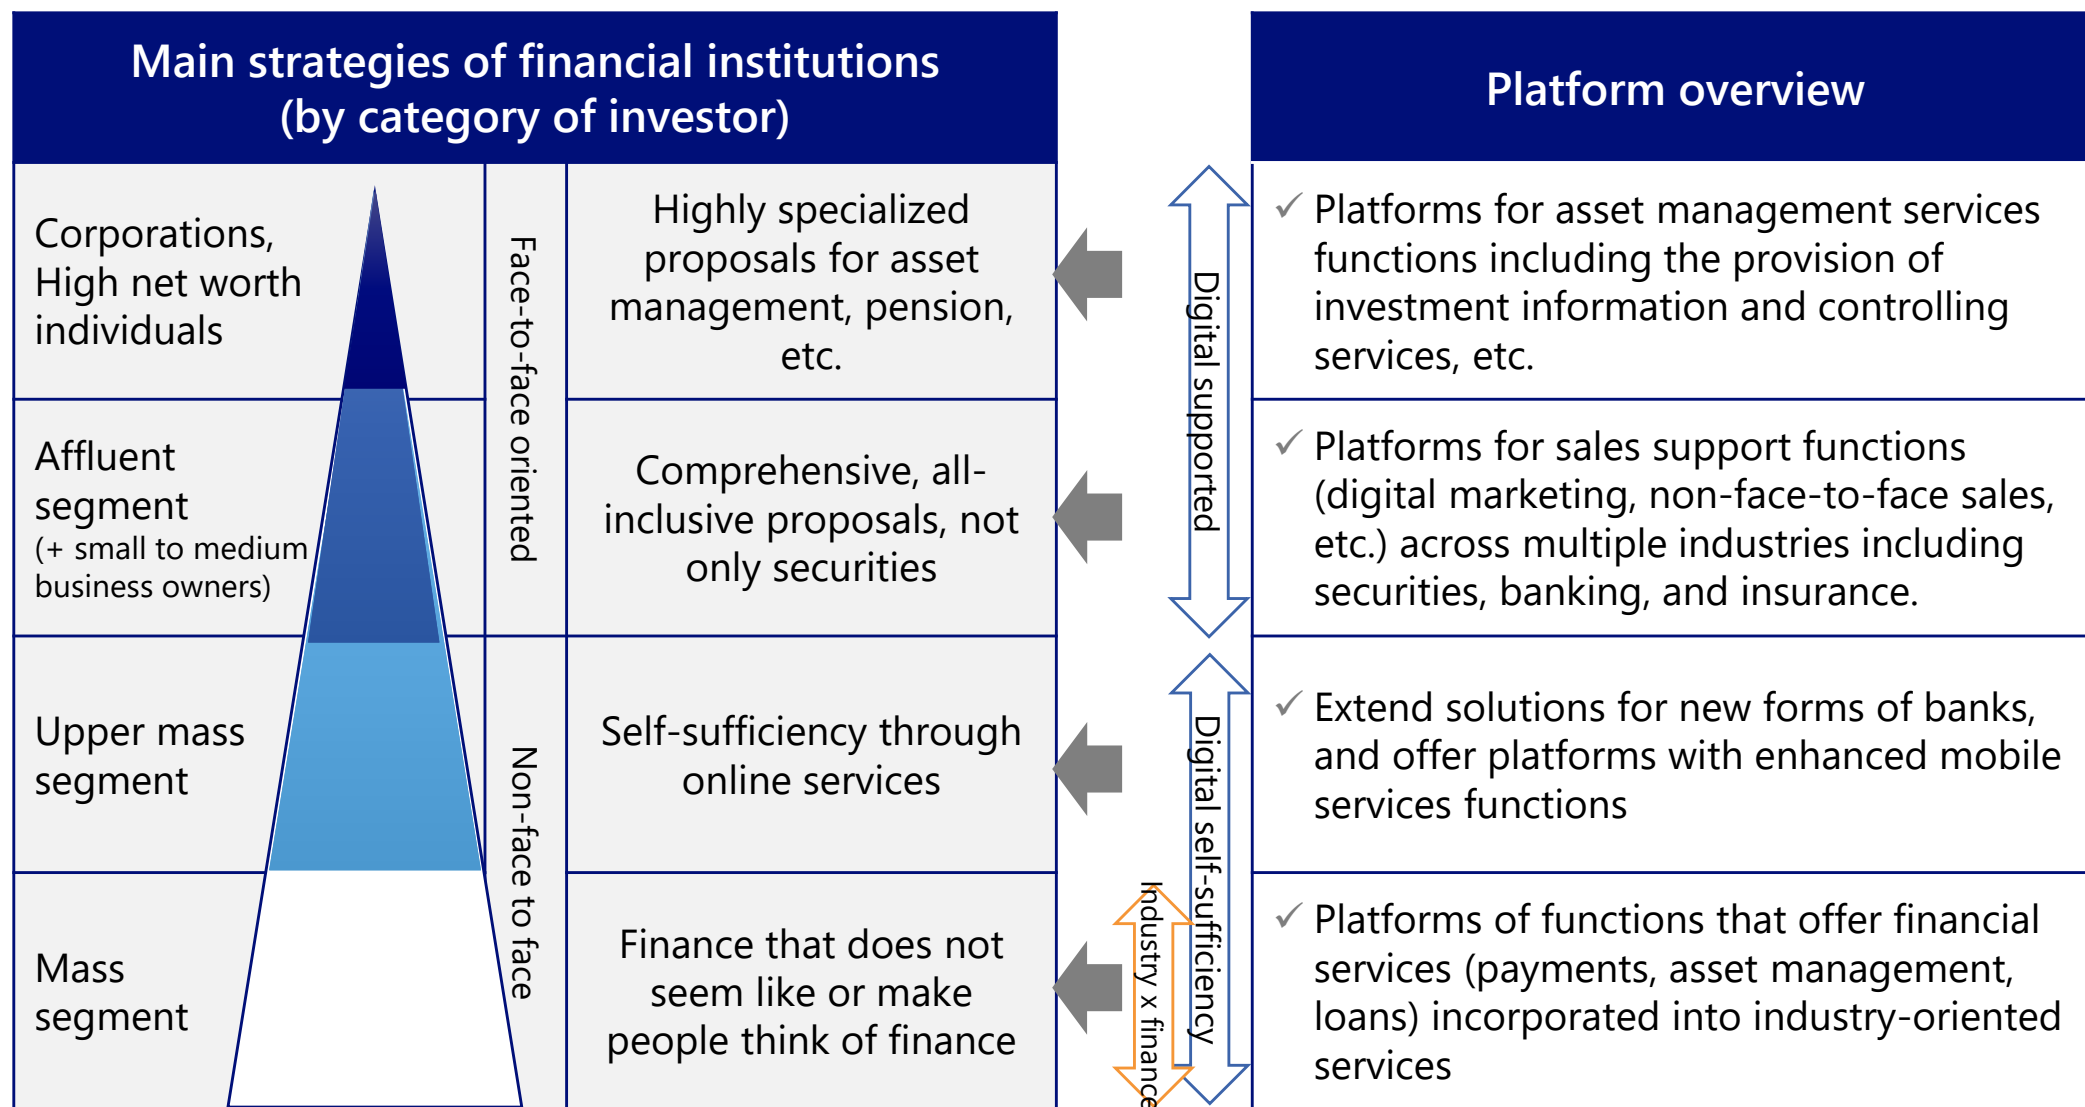 Main strategies of financial institutions
(by category of investor)
Platform overview
Corporations,
High net worth
individuals
Face-to-face oriented
Highly specialized
proposals for asset
management, pension,
etc.
Digital supported
✓ Platforms for asset management services
functions including the provision of
investment information and controlling
services, etc.
Affluent
segment
(+ small to medium
business owners)
Comprehensive, all-
inclusive proposals, not
only securities
✓ Platforms for sales support functions
(digital marketing, non-face-to-face sales,
etc.) across multiple industries including
securities, banking, and insurance.
Upper mass
segment
Non-face to face
Self-sufficiency through
online services
Digital self-sufficiency
✓ Extend solutions for new forms of banks,
and offer platforms with enhanced mobile
services functions
Mass
segment
Finance that does not
seem like or make
people think of finance
Industry x finance
✓ Platforms of functions that offer financial
services (payments, asset management,
loans) incorporated into industry-oriented
services